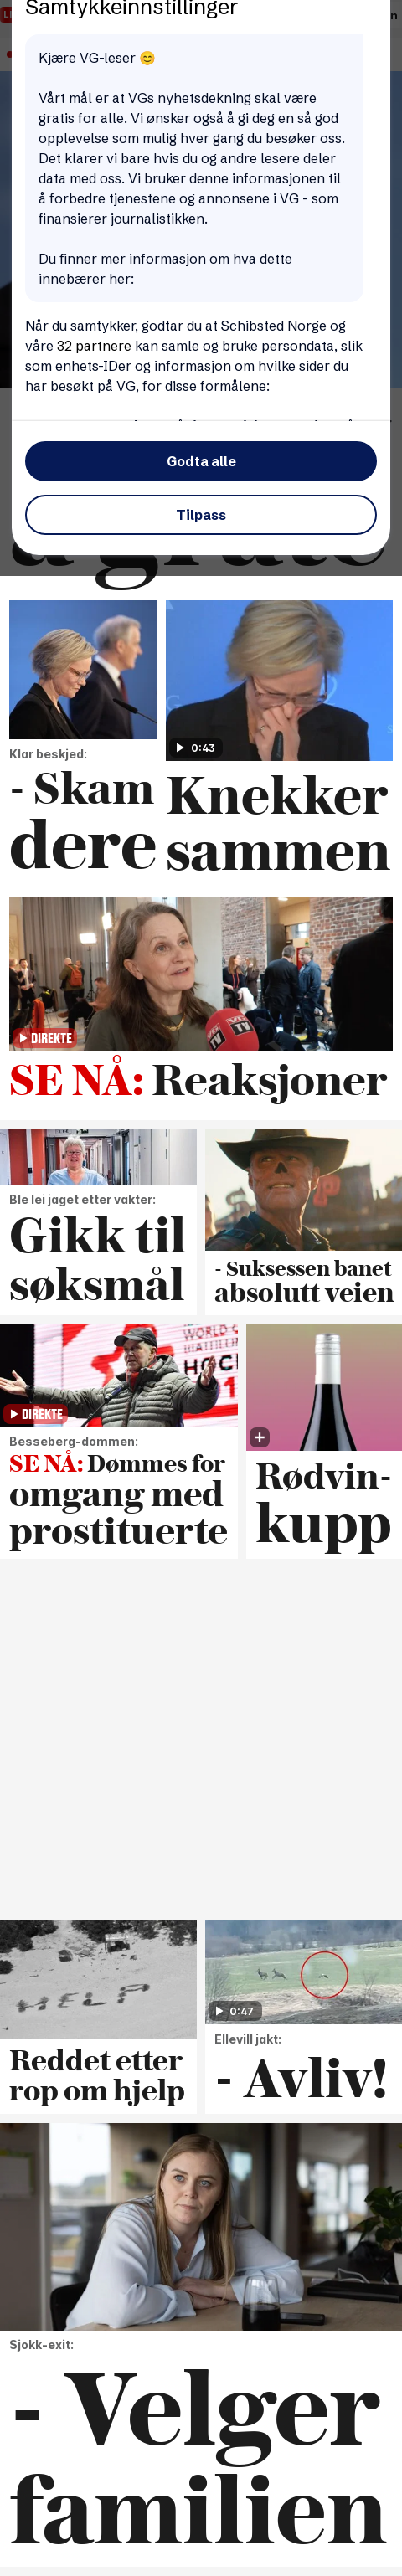 Samtykkeinnstillinger
Kjære VG-leser 😊
Vårt mål er at VGs nyhetsdekning skal være
gratis for alle. Vi ønsker også å gi deg en så god
opplevelse som mulig hver gang du besøker oss.
Det klarer vi bare hvis du og andre lesere deler
data med oss. Vi bruker denne informasjonen til
å forbedre tjenestene og annonsene i VG - som
finansierer journalistikken.
Du finner mer informasjon om hva dette
innebærer her:
Når du samtykker, godtar du at Schibsted Norge og
våre 32 partnere kan samle og bruke persondata, slik
som enhets-IDer og informasjon om hvilke sider du
har besøkt på VG, for disse formålene:
Godta alle
Tilpass
0:43
Klar beskjed:
- Skam
dere
Knekker
sammen
VG TV
DIREKTE
SE NÅ: Reaksjoner
Ble lei jaget etter vakter:
Gikk til
søksmål
- Suksessen banet
absolutt veien
WORLD C
BIATHLON
HOC
DIREKTE
Besseberg-dommen:
SE NÅ: Dømmes for
omgang med
prostituerte
Rødvin-
kupp
HELP
Reddet etter
rop om hjelp
0:47
Ellevill jakt:
- Avliv!
Sjokk-exit:
- Velger
familien